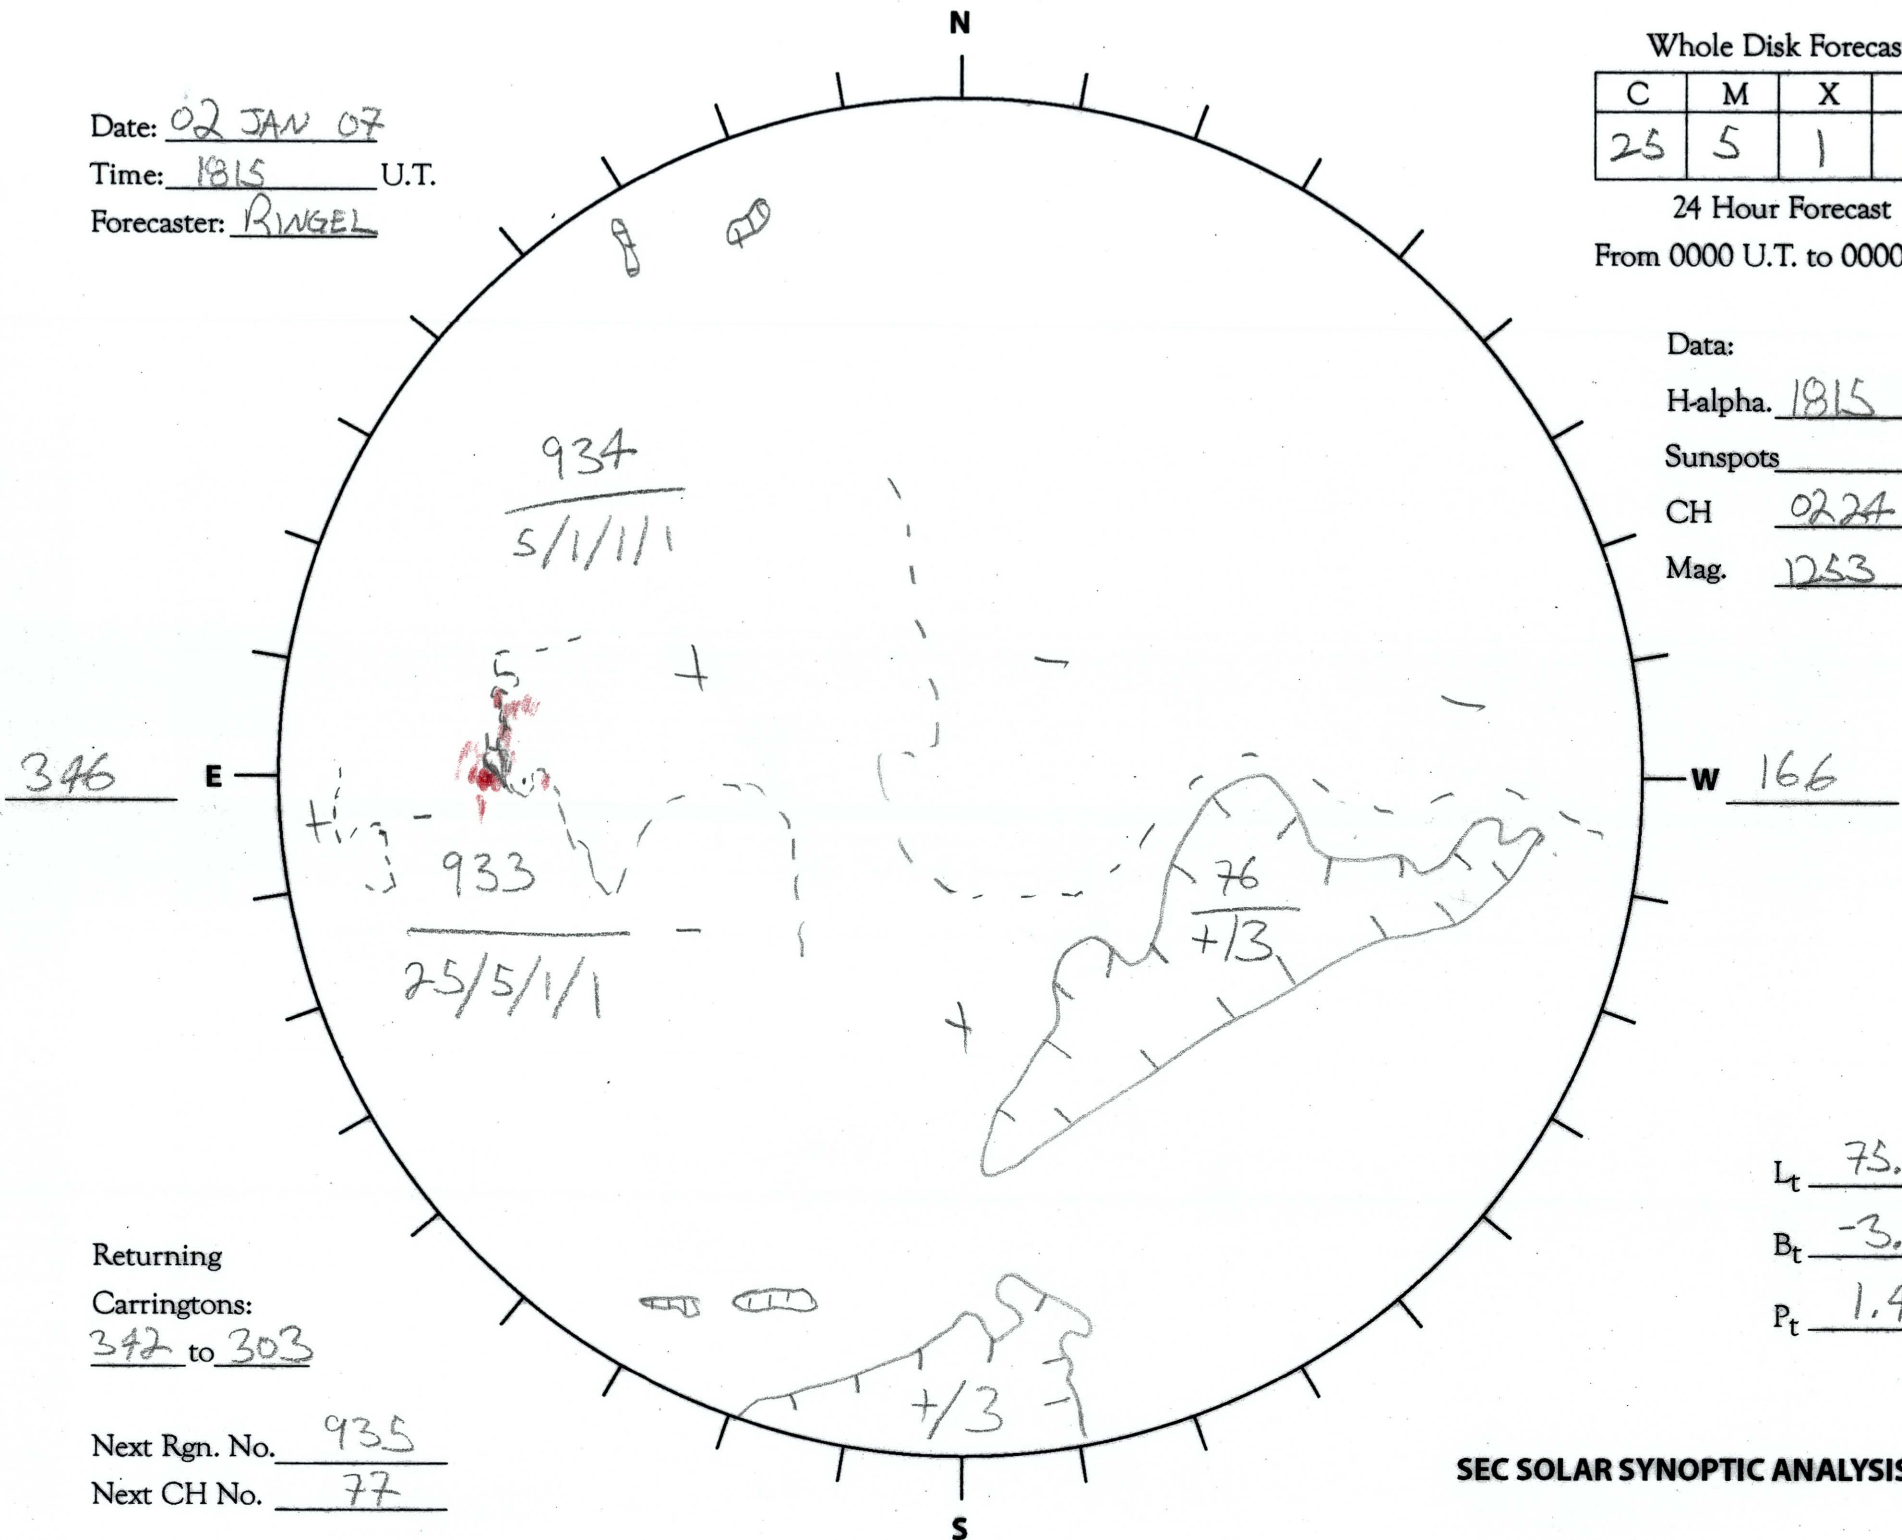 N
Whole Disk Forecas
C M X
25 5 1
24 Hour Forecast
From 0000 U.T. to 0000
Date: 02 JAN 07
Time: 1815 U.T.
Forecaster: RINGEL
Data:
H-alpha. 1815
Sunspots
CH 0224
Mag. 1253
934
5/1/1/1
+
-
-
346 E
W 166
+
-
933
25/5/1/1
-
76
+/3
+
Lt 75.
Bt -3.
Pt 1.4
Returning
Carringtons:
342 to 303
+/3
Next Rgn. No. 935
Next CH No. 77
SEC SOLAR SYNOPTIC ANALYSIS
S